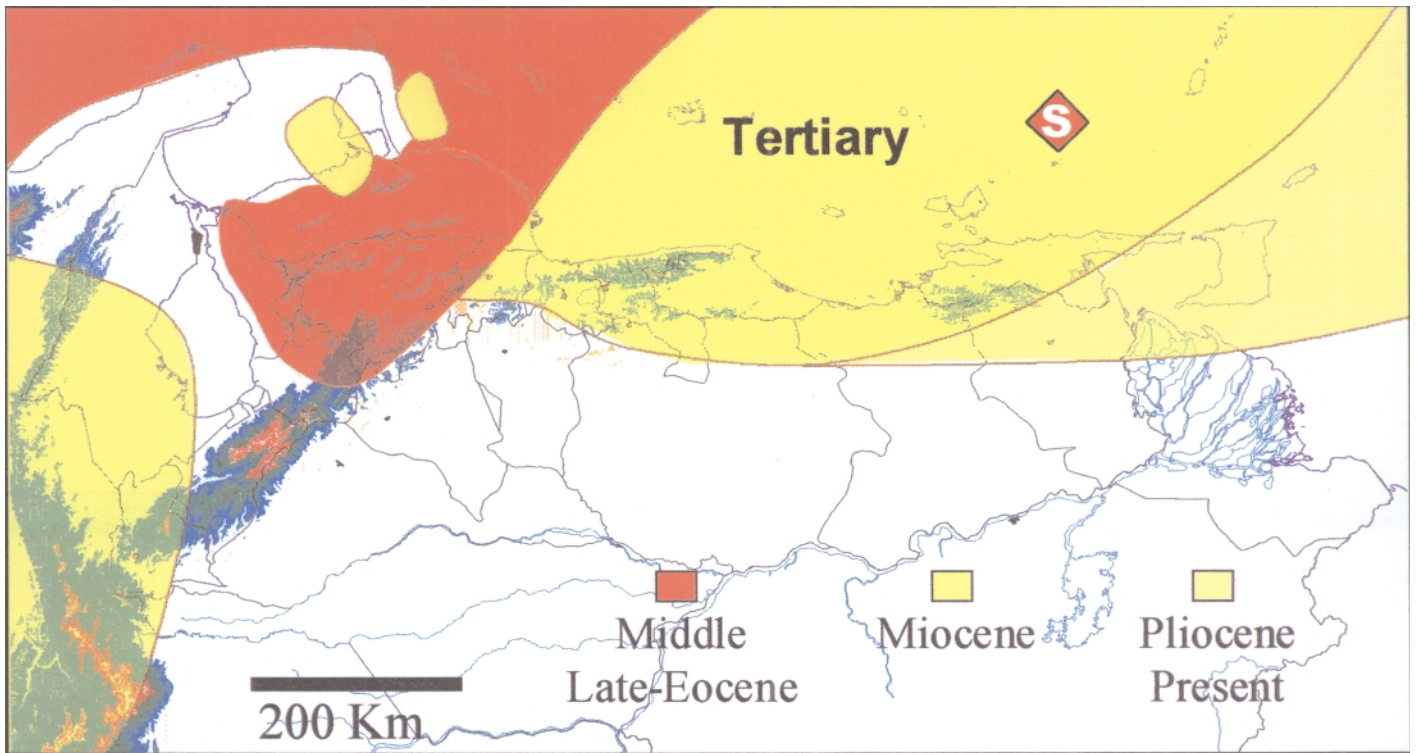 Tertiary
S
Middle
Late-Eocene
Miocene
Pliocene
Present
200 Km